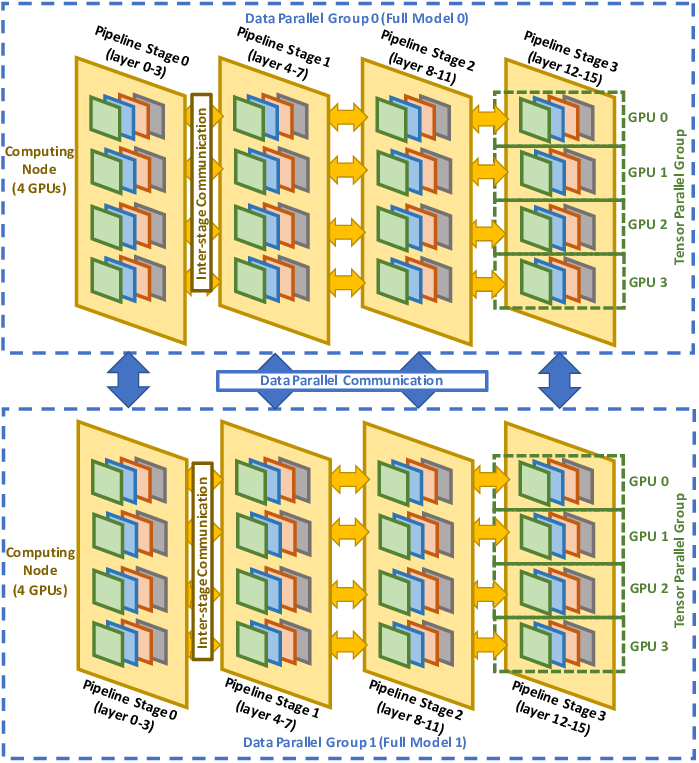 Data Parallel Group 0 (Full Model 0)
Pipeline Stage 0
(layer 0-3)
Pipeline Stage 1
(layer 4-7)
Pipeline Stage 2
(layer 8-11)
Pipeline Stage 3
(layer 12-15)
Computing
Node
(4 GPUs)
Inter-stage Communication
GPU 0
GPU 1
GPU 2
GPU 3
Tensor Parallel Group
Data Parallel Communication
Computing
Node
(4 GPUs)
Inter-stage Communication
GPU 0
GPU 1
GPU 2
GPU 3
Tensor Parallel Group
Pipeline Stage 0
(layer 0-3)
Pipeline Stage 1
(layer 4-7)
Pipeline Stage 2
(layer 8-11)
Pipeline Stage 3
(layer 12-15)
Data Parallel Group 1 (Full Model 1)